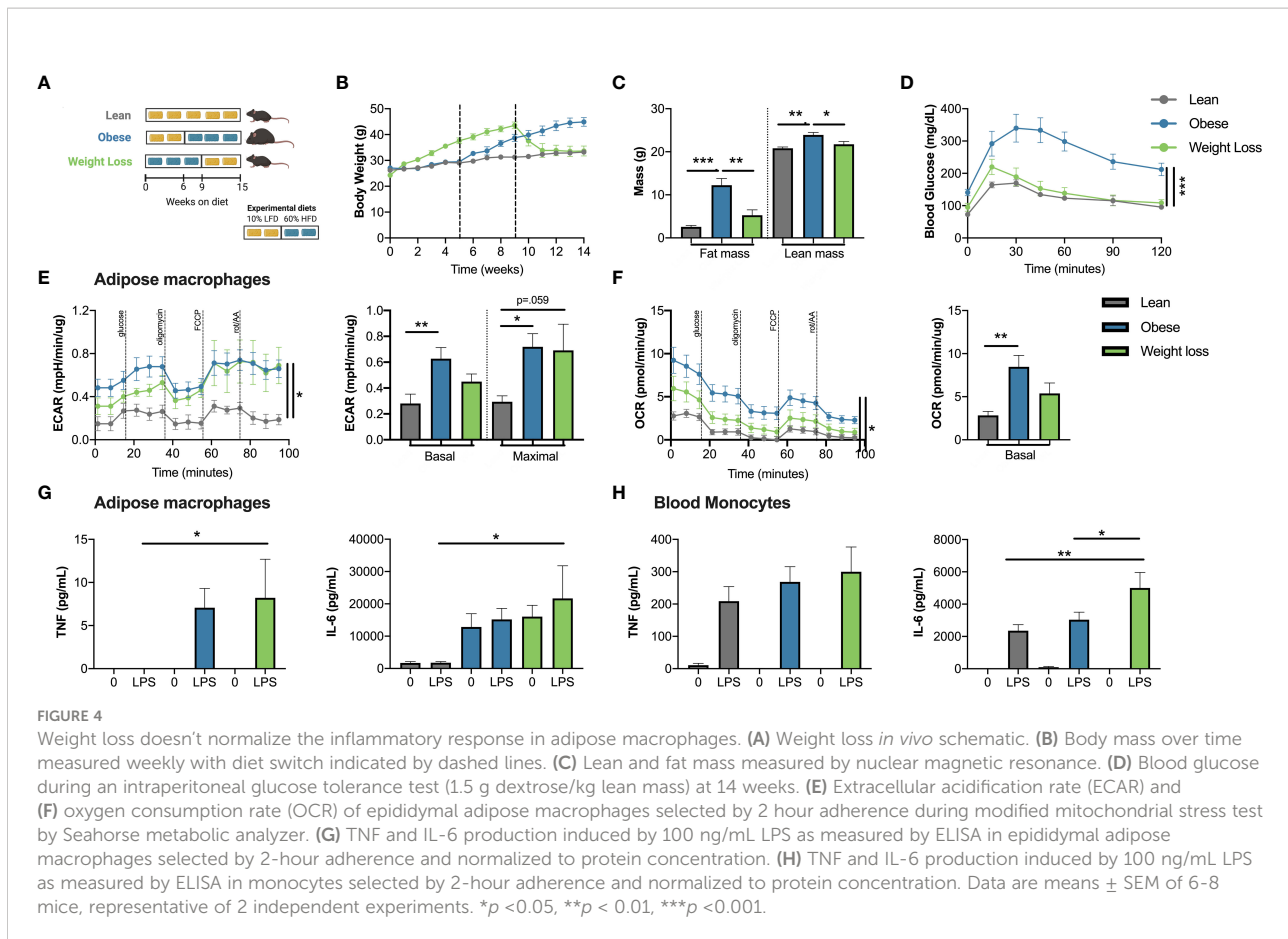 A
Lean
Obese
Weight Loss
0 6 9 15
Weeks on diet
Experimental diets
10% LFD 60% HFD
B
Body Weight (g)
50
40
30
20
10
0
0 2 4 6 8 10 12 14
Time (weeks)
C
Mass (g)
30
20
10
0
*** ** ** *
Fat mass Lean mass
D
Blood Glucose (mg/dL)
400
300
200
100
0
0 30 60 90 120
Time (minutes)
***
Lean
Obese
Weight Loss
E Adipose macrophages
ECAR (mpH/min/ug)
1.2
0.8
0.4
0.0
glucose oligomycin FCCP rot/AA
0 20 40 60 80 100
Time (minutes)
*
ECAR (mpH/min/ug)
1.0
0.8
0.6
0.4
0.2
0.0
** * p=.059
Basal Maximal
F
OCR (pmol/min/ug)
15
10
5
0
glucose oligomycin FCCP rot/AA
0 20 40 60 80 100
Time (minutes)
*
Lean
Obese
Weight loss
OCR (pmol/min/ug)
15
10
5
0
**
Basal
G Adipose macrophages
TNF (pg/mL)
15
10
5
0
*
0 LPS 0 LPS 0 LPS
IL-6 (pg/mL)
40000
30000
20000
10000
0
*
0 LPS 0 LPS 0 LPS
H Blood Monocytes
TNF (pg/mL)
400
300
200
100
0
0 LPS 0 LPS 0 LPS
IL-6 (pg/mL)
8000
6000
4000
2000
0
** *
0 LPS 0 LPS 0 LPS
FIGURE 4
Weight loss doesn't normalize the inflammatory response in adipose macrophages. (A) Weight loss in vivo schematic. (B) Body mass over time
measured weekly with diet switch indicated by dashed lines. (C) Lean and fat mass measured by nuclear magnetic resonance. (D) Blood glucose
during an intraperitoneal glucose tolerance test (1.5 g dextrose/kg lean mass) at 14 weeks. (E) Extracellular acidification rate (ECAR) and
(F) oxygen consumption rate (OCR) of epididymal adipose macrophages selected by 2 hour adherence during modified mitochondrial stress test
by Seahorse metabolic analyzer. (G) TNF and IL-6 production induced by 100 ng/mL LPS as measured by ELISA in epididymal adipose
macrophages selected by 2-hour adherence and normalized to protein concentration. (H) TNF and IL-6 production induced by 100 ng/mL LPS
as measured by ELISA in monocytes selected by 2-hour adherence and normalized to protein concentration. Data are means ± SEM of 6-8
mice, representative of 2 independent experiments. *p <0.05, **p < 0.01, ***p <0.001.